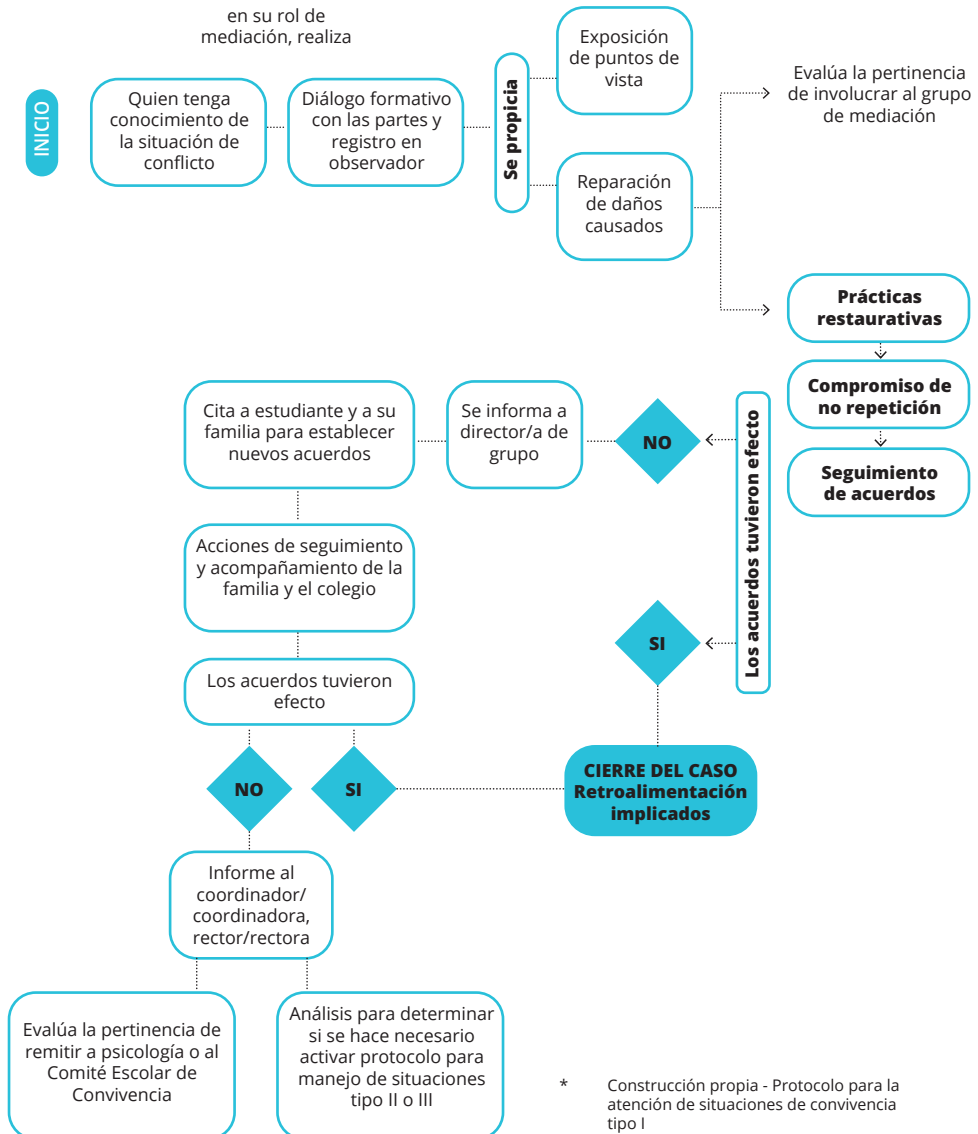 en su rol de
mediación, realiza
INICIO
Quien tenga
conocimiento de
la situación de
conflicto
Diálogo formativo
con las partes y
registro en
observador
Se propicia
Exposición
de puntos de
vista
Reparación
de daños
causados
Evalúa la pertinencia
de involucrar al grupo
de mediación
Prácticas
restaurativas
Compromiso de
no repetición
Seguimiento
de acuerdos
Los acuerdos tuvieron efecto
NO
Se informa a
director/a de
grupo
Cita a estudiante y a su
familia para establecer
nuevos acuerdos
Acciones de seguimiento
y acompañamiento de la
familia y el colegio
Los acuerdos tuvieron
efecto
SI
CIERRE DEL CASO
Retroalimentación
implicados
NO
SI
Informe al
coordinador/
coordinadora,
rector/rectora
Evalúa la pertinencia de
remitir a psicología o al
Comité Escolar de
Convivencia
Análisis para determinar
si se hace necesario
activar protocolo para
manejo de situaciones
tipo II o III
* Construcción propia - Protocolo para la
atención de situaciones de convivencia
tipo I